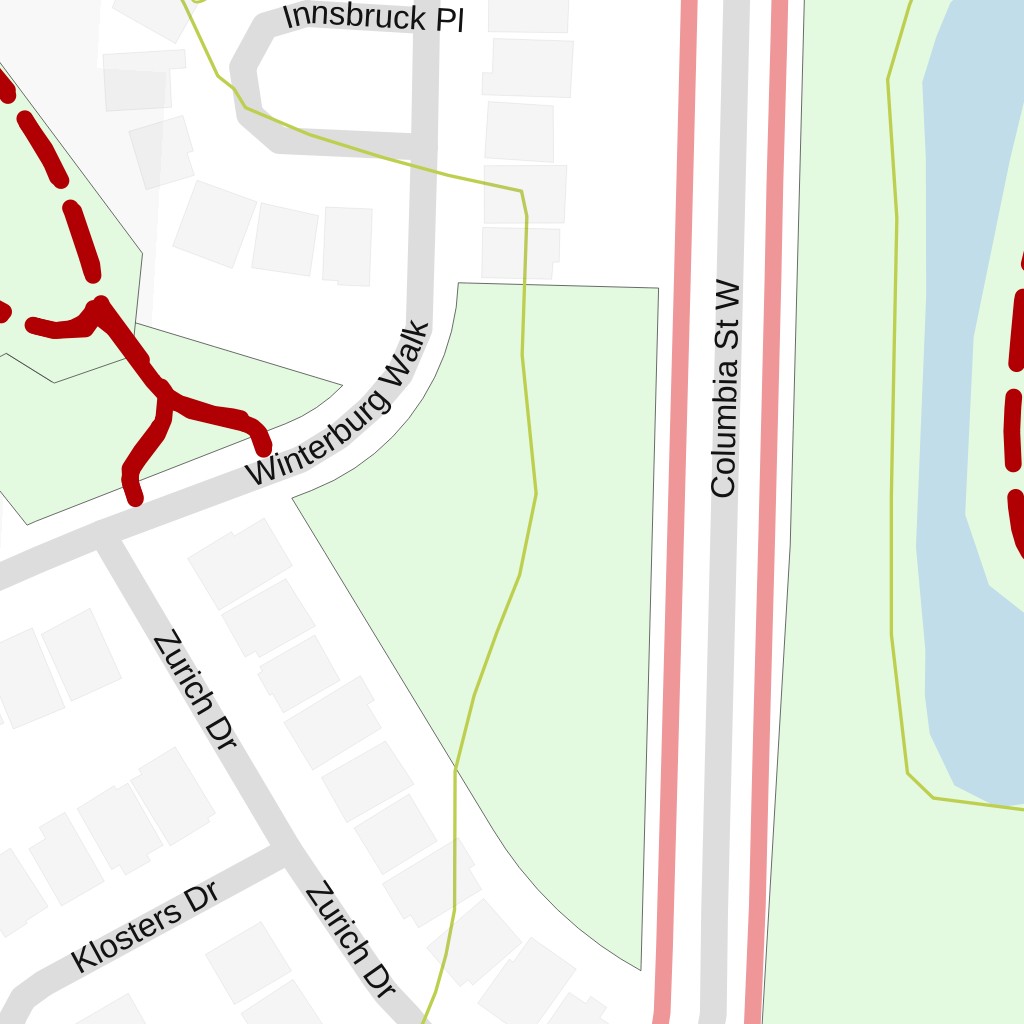 Innsbruck Pl
Columbia St W
Winterburg Walk
Zurich Dr
Klosters Dr
Zurich Dr